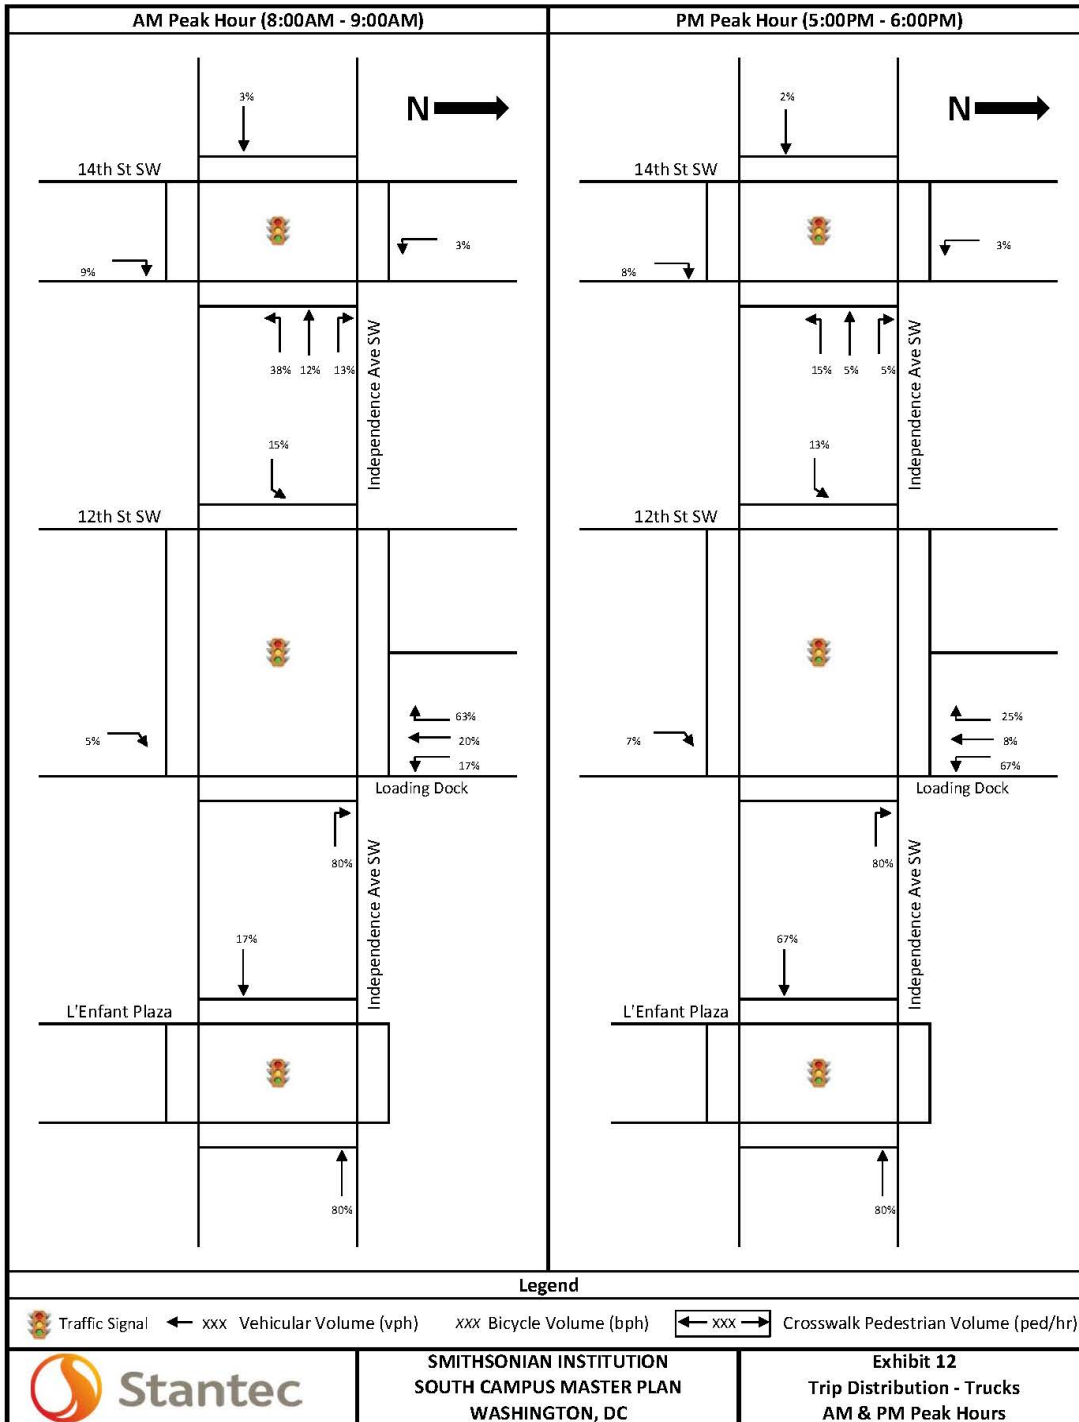 AM Peak Hour (8:00AM - 9:00AM)
3%
N
14th St SW
9%
3%
38% 12% 13%
Independence Ave SW
15%
12th St SW
5%
63%
20%
17%
Loading Dock
80%
Independence Ave SW
17%
L'Enfant Plaza
80%
PM Peak Hour (5:00PM - 6:00PM)
2%
N
14th St SW
8%
3%
15% 5% 5%
Independence Ave SW
13%
12th St SW
7%
25%
8%
67%
Loading Dock
80%
Independence Ave SW
67%
L'Enfant Plaza
80%
Legend
Traffic Signal xxx Vehicular Volume (vph) xxx Bicycle Volume (bph) xxx Crosswalk Pedestrian Volume (ped/hr)
Stantec
SMITHSONIAN INSTITUTION
SOUTH CAMPUS MASTER PLAN
WASHINGTON, DC
Exhibit 12
Trip Distribution - Trucks
AM & PM Peak Hours